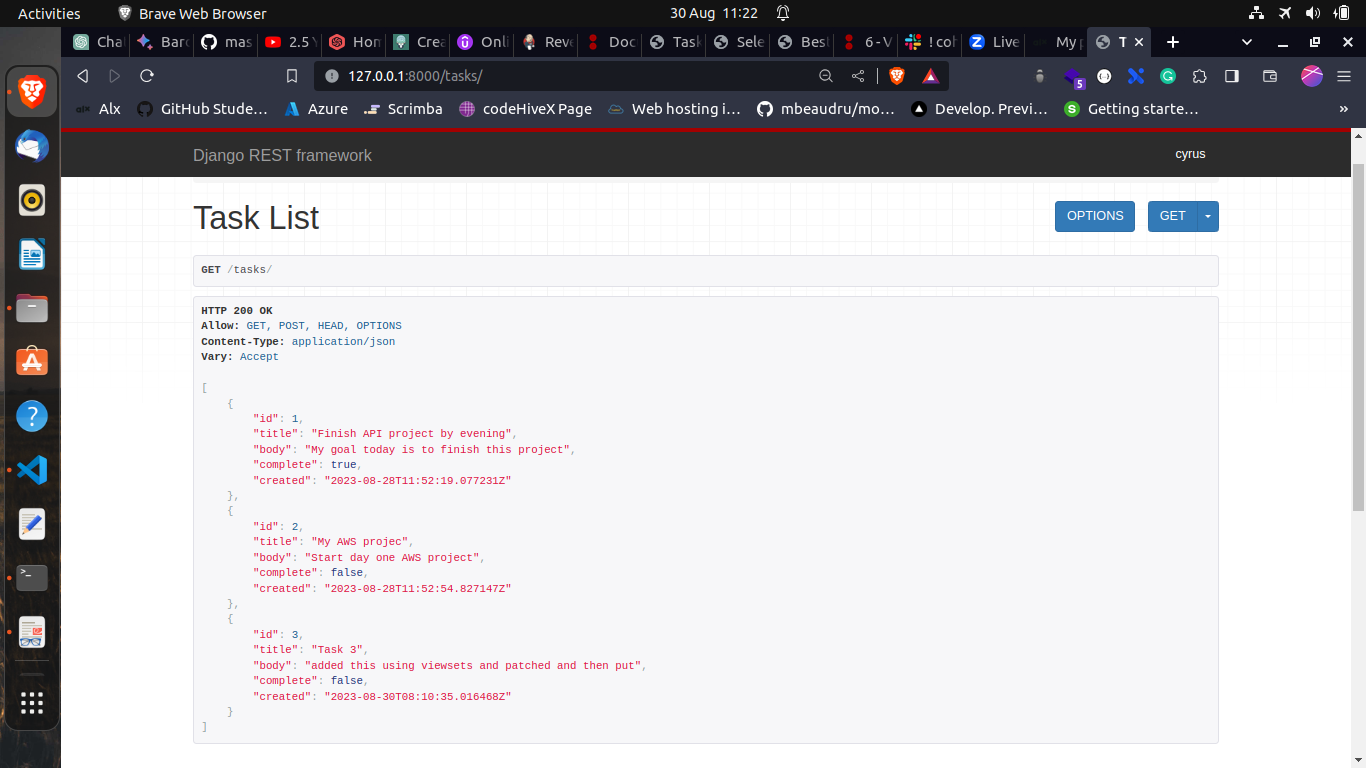 Activities Brave Web Browser 30 Aug 11:22
Chat Barc mas 2.5 Y Hon Crea Onli Reve Doc Task Sele Best 6 - V ! coh Live My p T
127.0.0.1:8000/tasks/
5
Alx GitHub Stude... Azure Scrimba codeHiveX Page Web hosting i... mbeaudru/mo... Develop. Previ... Getting starte... »
Django REST framework cyrus
Task List OPTIONS GET
GET /tasks/
HTTP 200 OK
Allow: GET, POST, HEAD, OPTIONS
Content-Type: application/json
Vary: Accept
[
    {
        "id": 1,
        "title": "Finish API project by evening",
        "body": "My goal today is to finish this project",
        "complete": true,
        "created": "2023-08-28T11:52:19.077231Z"
    },
    {
        "id": 2,
        "title": "My AWS projec",
        "body": "Start day one AWS project",
        "complete": false,
        "created": "2023-08-28T11:52:54.827147Z"
    },
    {
        "id": 3,
        "title": "Task 3",
        "body": "added this using viewsets and patched and then put",
        "complete": false,
        "created": "2023-08-30T08:10:35.016468Z"
    }
]